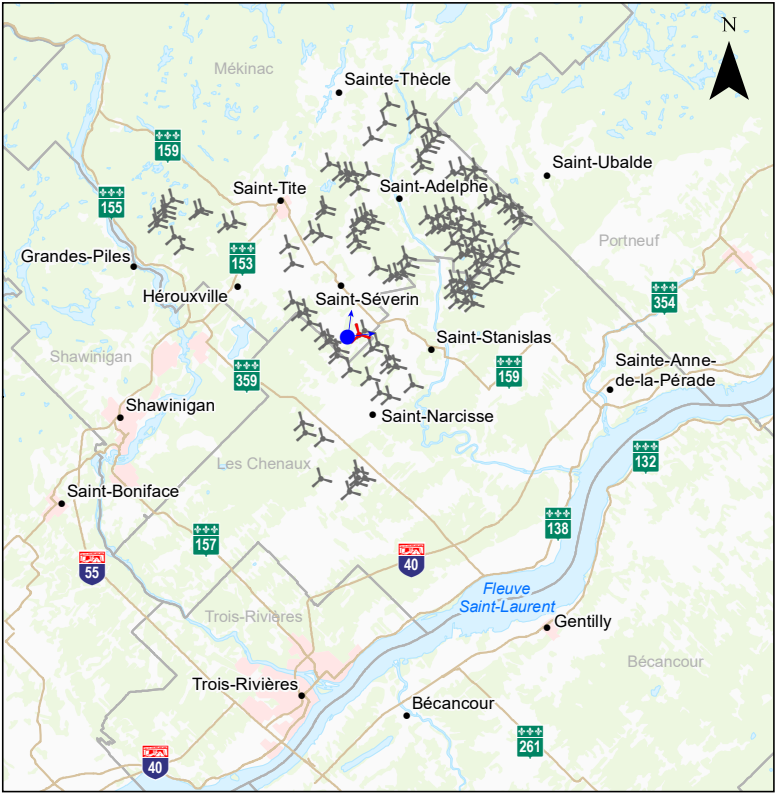 N
Mékinac
Sainte-Thècle
159
Saint-Ubalde
Saint-Tite
Saint-Adelphe
155
Portneuf
Grandes-Piles
153
Hérouxville
Saint-Séverin
354
Saint-Stanislas
Shawinigan
359
159
Sainte-Anne-
de-la-Pérade
Shawinigan
Saint-Narcisse
132
Les Chenaux
Saint-Boniface
138
157
40
55
Fleuve
Saint-Laurent
Trois-Rivières
Gentilly
Bécancour
Trois-Rivières
Bécancour
261
40